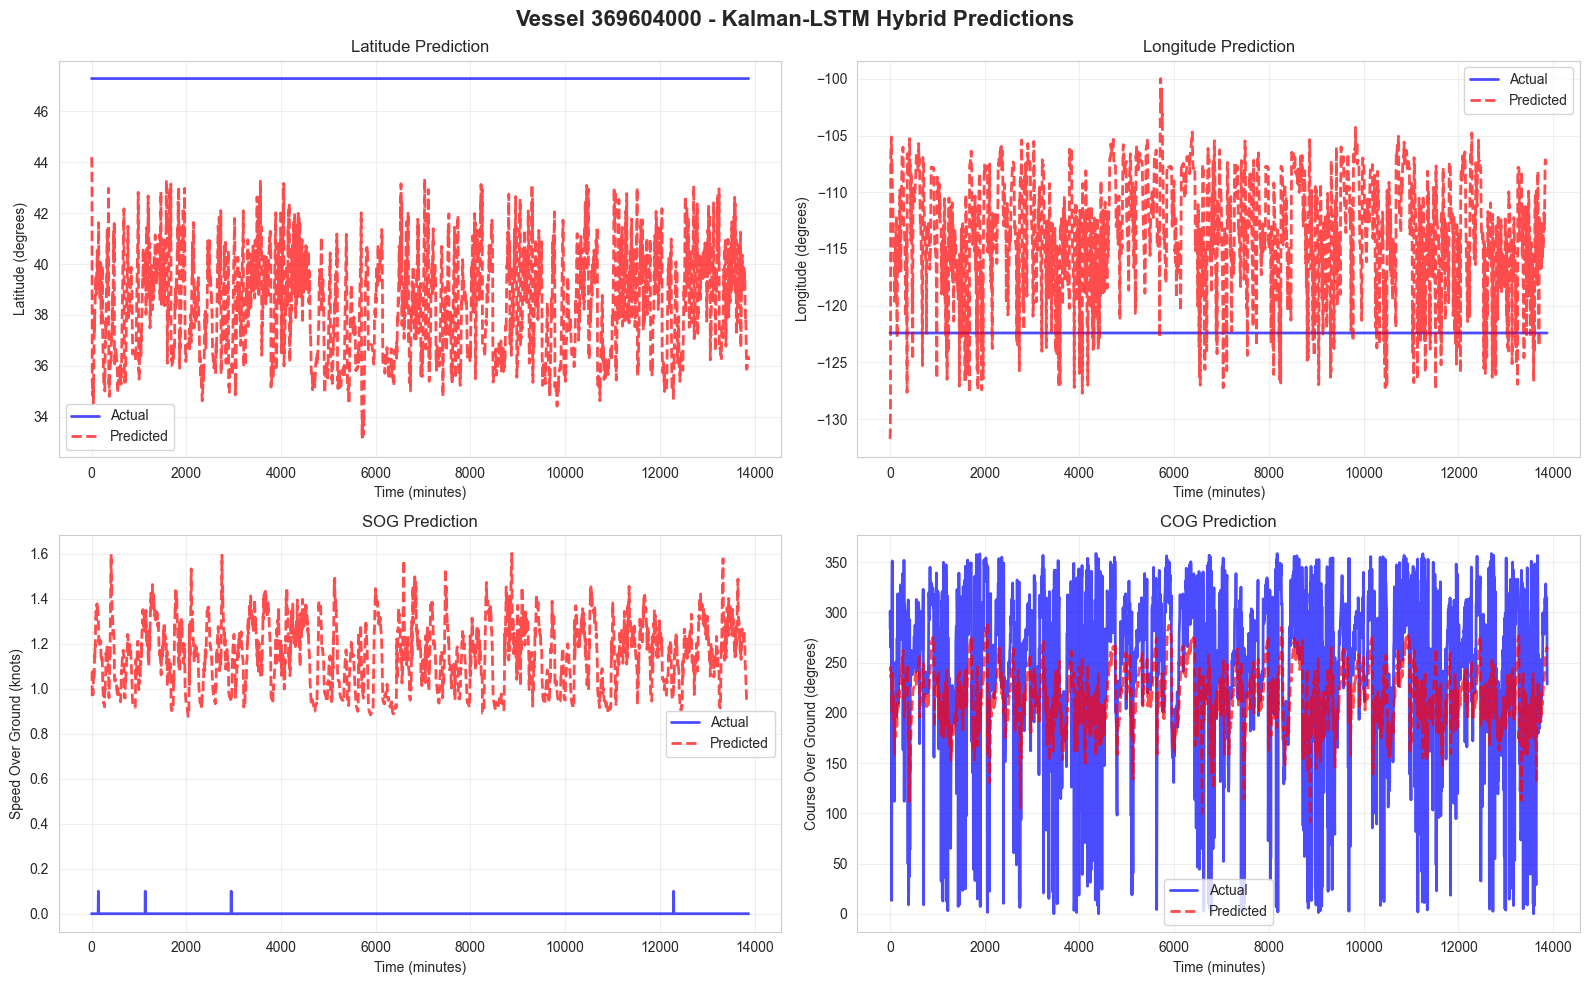 Vessel 369604000 - Kalman-LSTM Hybrid Predictions
Latitude Prediction
Latitude (degrees)
46
44
42
40
38
36
34
Actual
Predicted
0 2000 4000 6000 8000 10000 12000 14000
Time (minutes)
Longitude Prediction
Longitude (degrees)
−100
−105
−110
−115
−120
−125
−130
Actual
Predicted
0 2000 4000 6000 8000 10000 12000 14000
Time (minutes)
SOG Prediction
Speed Over Ground (knots)
1.6
1.4
1.2
1.0
0.8
0.6
0.4
0.2
0.0
Actual
Predicted
0 2000 4000 6000 8000 10000 12000 14000
Time (minutes)
COG Prediction
Course Over Ground (degrees)
350
300
250
200
150
100
50
0
Actual
Predicted
0 2000 4000 6000 8000 10000 12000 14000
Time (minutes)